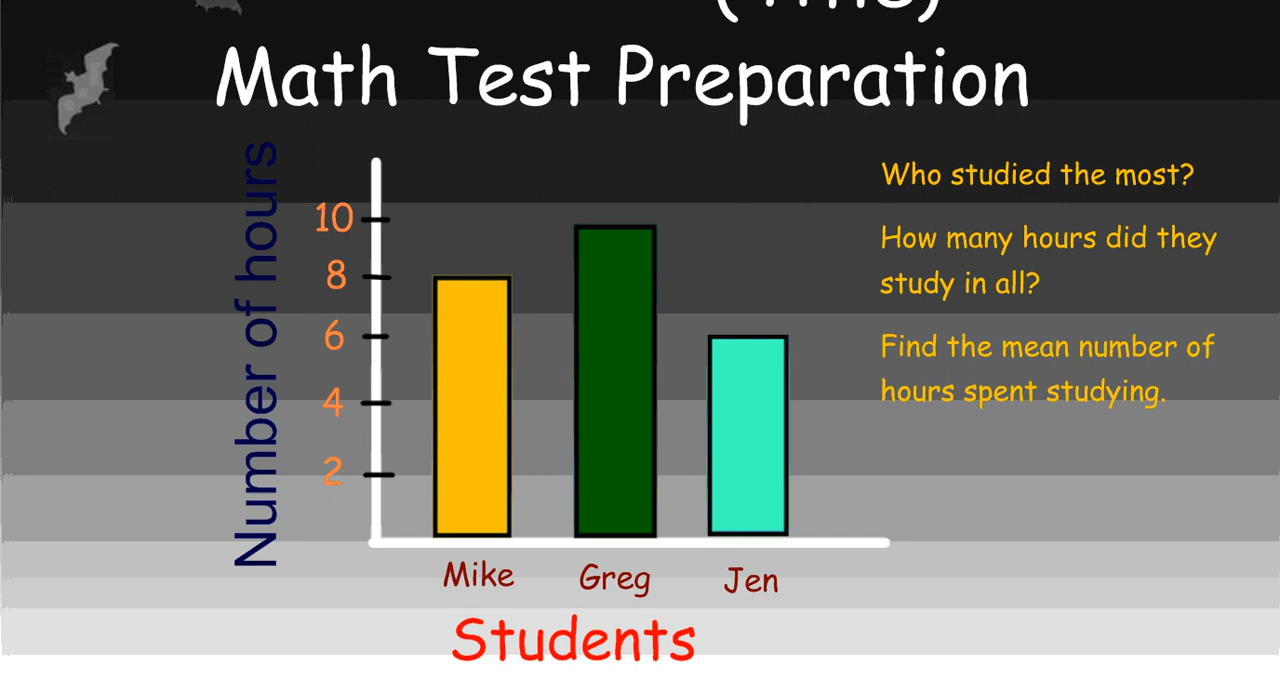 (Title)
Math Test Preparation
Number of hours
10
8
6
4
2
Mike Greg Jen
Students
Who studied the most?
How many hours did they
study in all?
Find the mean number of
hours spent studying.